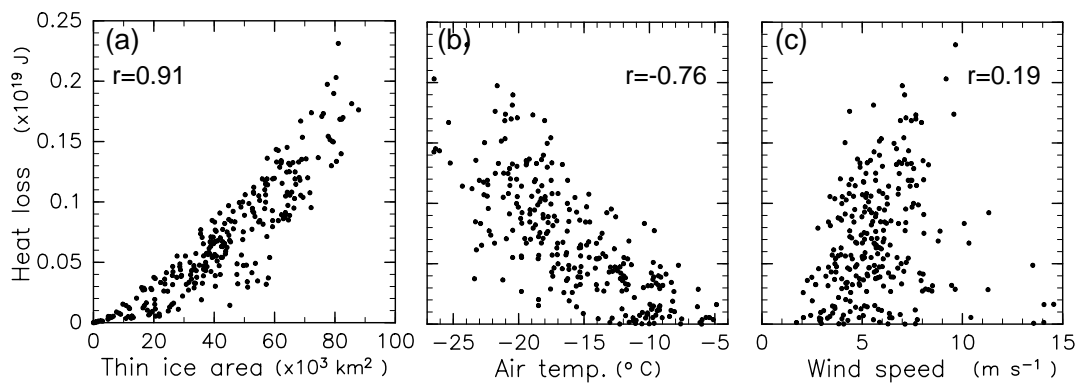 (a)
r=0.91
Heat loss (x10¹⁹ J)
0.25
0.2
0.15
0.1
0.05
0
0 20 40 60 80 100
Thin ice area (x10³ km²)
(b)
r=-0.76
−25 −20 −15 −10 −5
Air temp. (° C)
(c)
r=0.19
0 5 10 15
Wind speed (m s⁻¹)